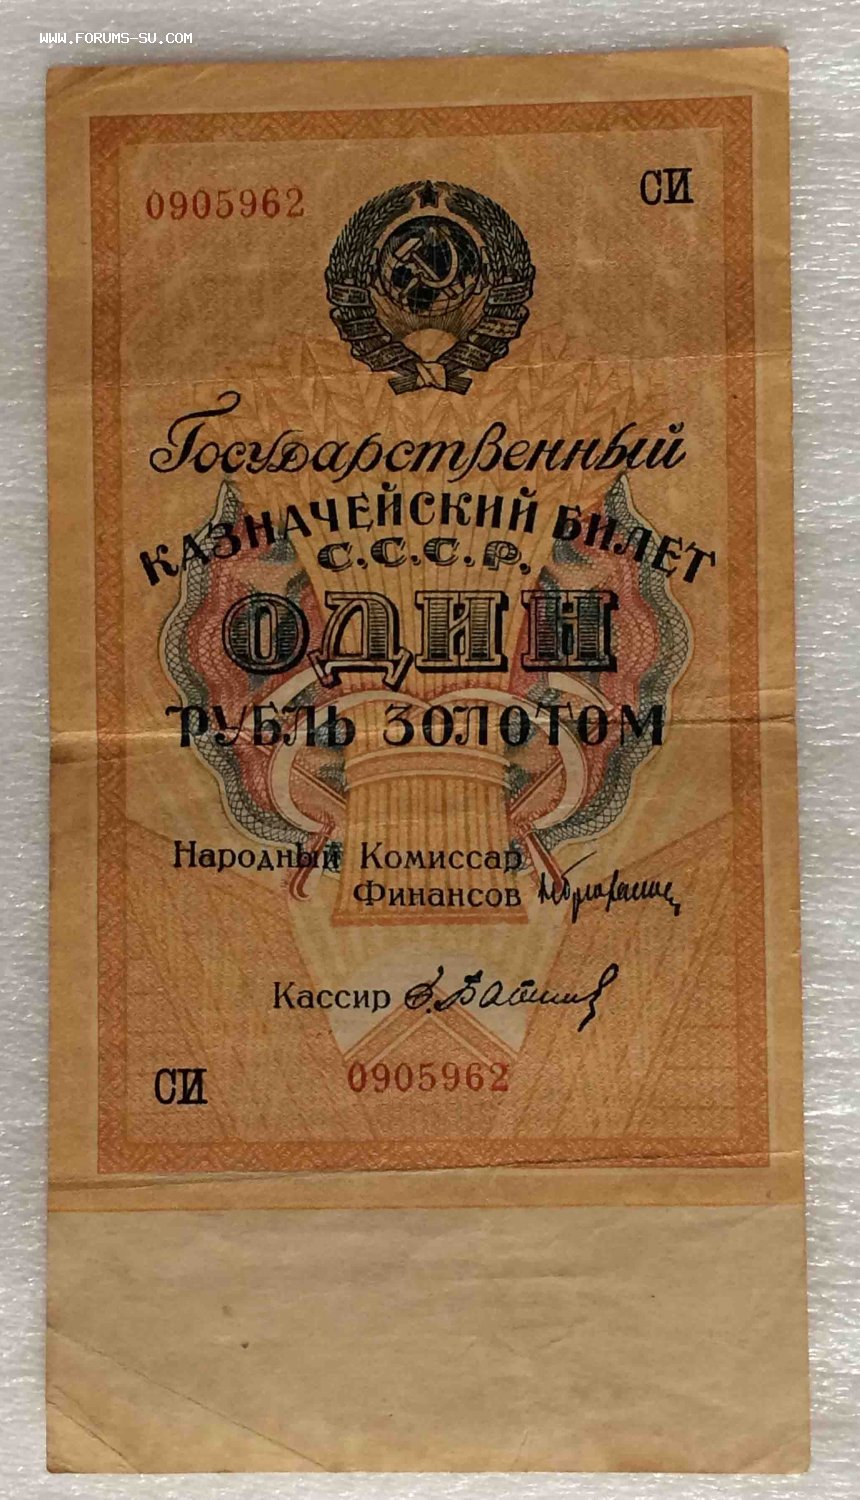 WWW.FORUMS-SU.COM
0905962
СИ
Государственный
КАЗНАЧЕЙСКИЙ БИЛЕТ
С.С.С.Р.
ОДИН
РУБЛЬ ЗОЛОТОМ
Народный Комиссар
Финансов
Кассир
СИ
0905962